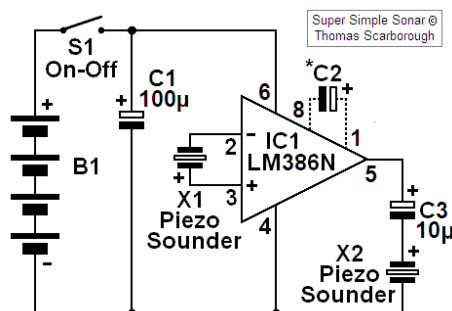 Super Simple Sonar ©
Thomas Scarborough
S1
On-Off
C1
100µ
+
*C2
+
6
8
1
IC1
LM386N
2
-
3
+
5
4
+
B1
-
X1
Piezo
Sounder
+
+
C3
10µ
X2
Piezo
Sounder
+